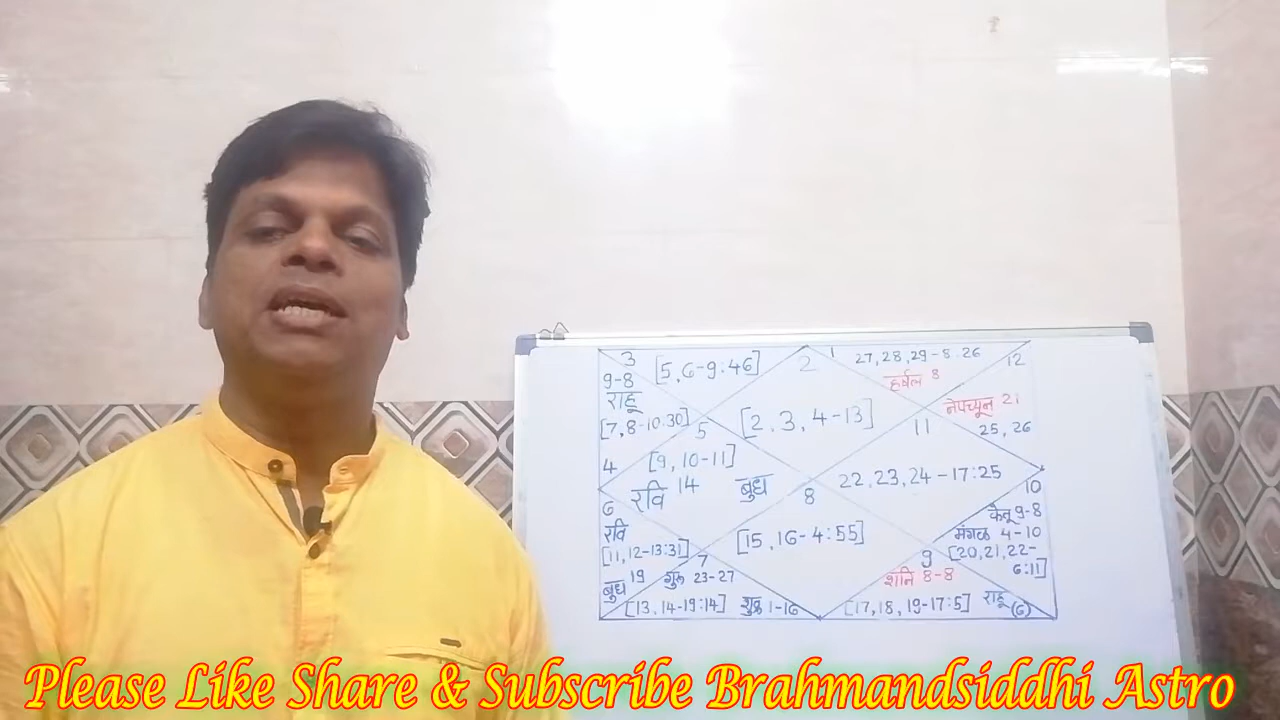 3 [5,6-9:46] 2 1 27,28,29-8:26 12
9-8 हर्षल 8
राहू नेपच्यून 21
[7,8-10:30] 5 [2,3,4-13] 11 25,26
4 [9,10-11]
रवि 14 बुध 8 22,23,24-17:25 10
6 केतू 9-8
रवि [15,16-4:55] मंगळ 4-10
[11,12-13:31] 7 9 [20,21,22-
6:11]
बुध 19 गुरू 23-27 शनि 8-8
[13,14-19:14] शुक्र 1-16 [17,18,19-17:5] राहू (6)
Please Like Share & Subscribe Brahmandsiddhi Astro